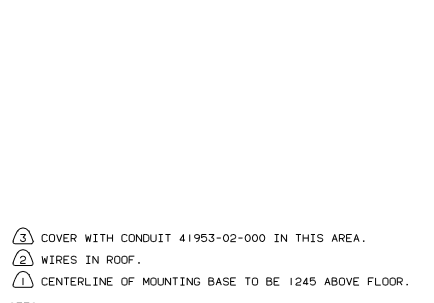 3 COVER WITH CONDUIT 41953-02-000 IN THIS AREA.
2 WIRES IN ROOF.
1 CENTERLINE OF MOUNTING BASE TO BE 1245 ABOVE FLOOR.